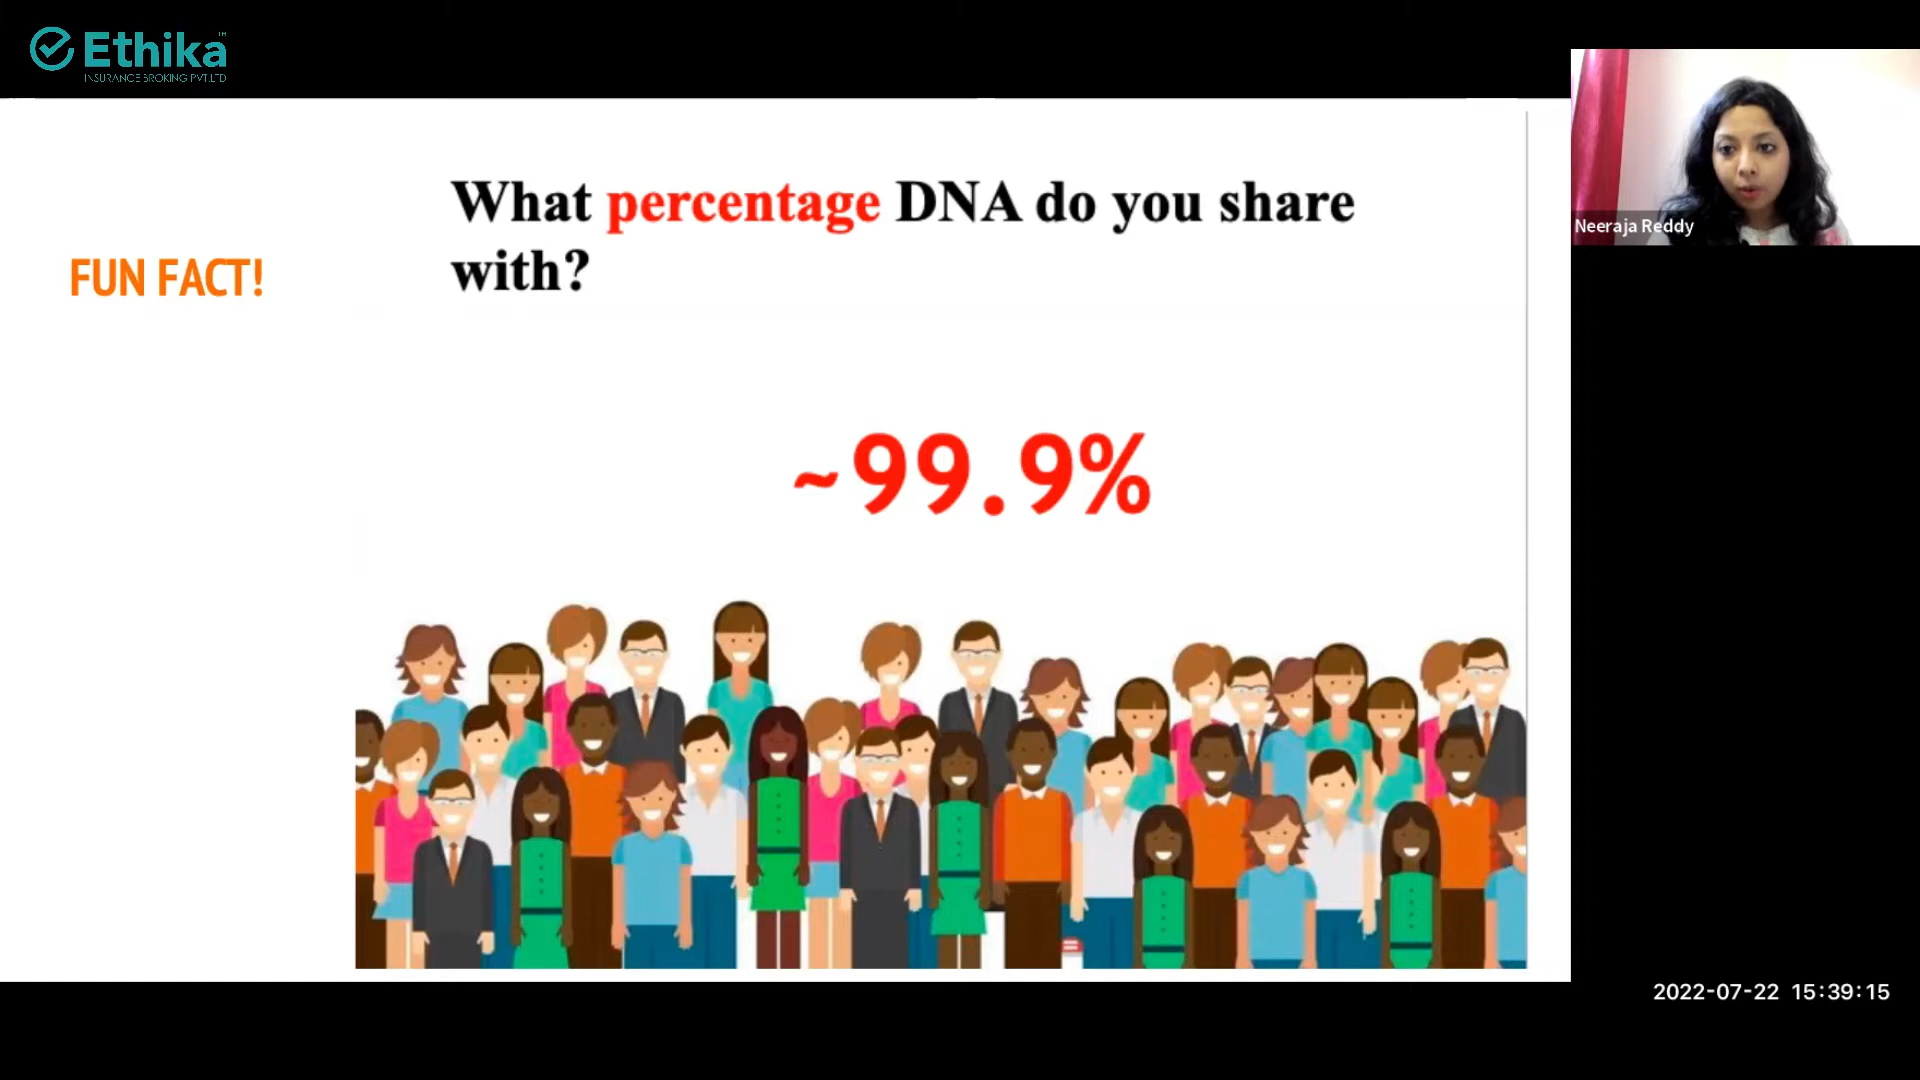 Ethika
TM
INSURANCE BROKING PVT.LTD
What percentage DNA do you share
with?
FUN FACT!
~99.9%
Neeraja Reddy
2022-07-22 15:39:15